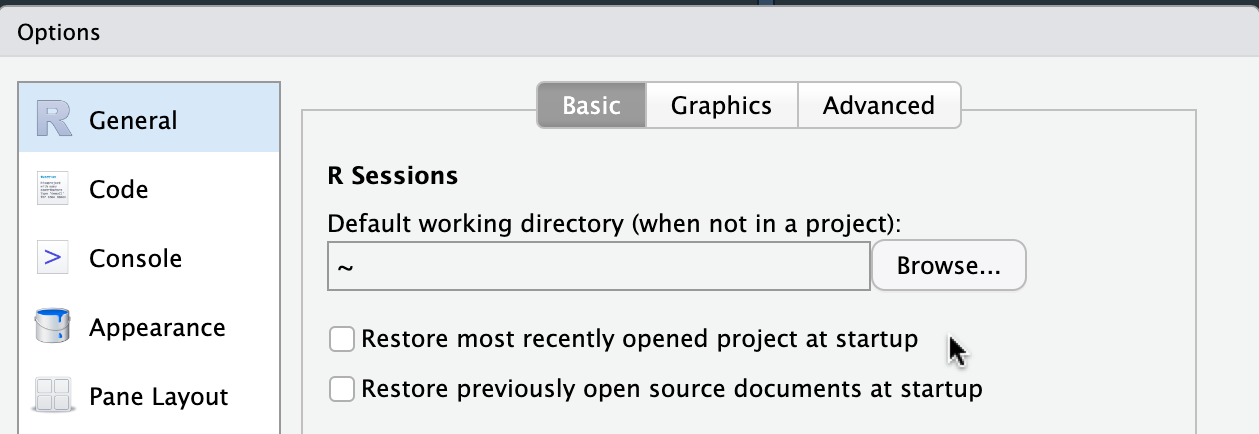 Options
General
Code
Console
Appearance
Pane Layout
Basic
Graphics
Advanced
R Sessions
Default working directory (when not in a project):
~
Browse...
Restore most recently opened project at startup
Restore previously open source documents at startup